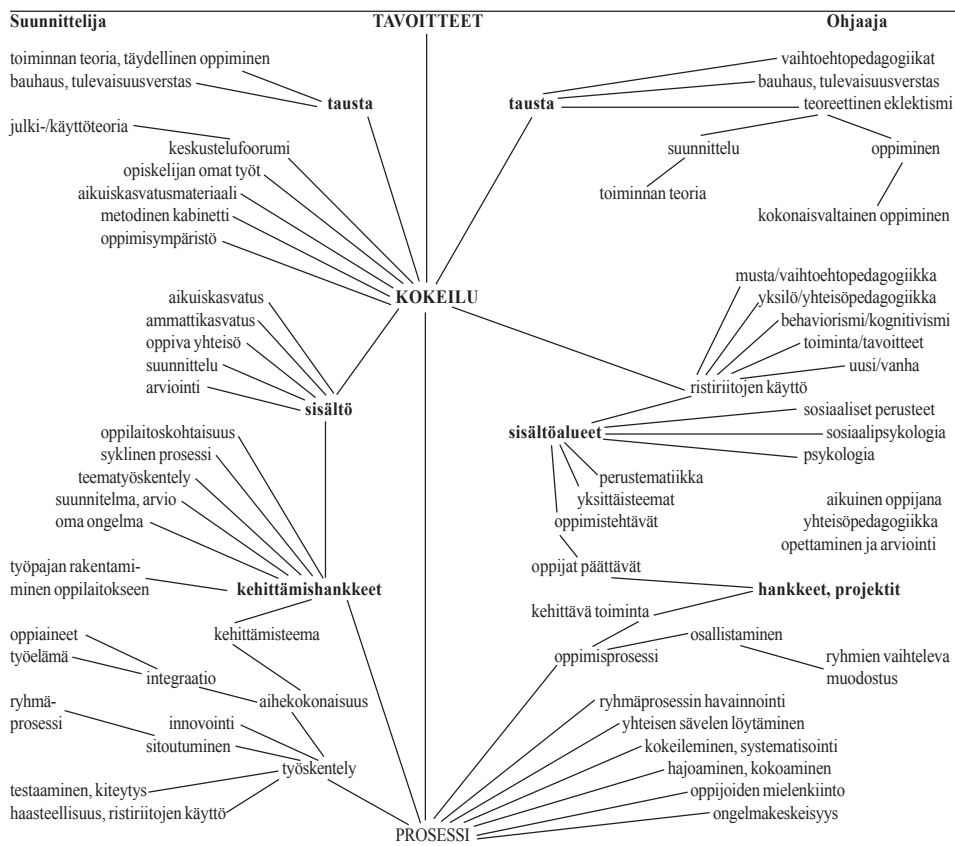 Suunnittelija TAVOITTEET Ohjaaja
toiminnan teoria, täydellinen oppiminen
bauhaus, tulevaisuusverstas
tausta
julki-/käyttöteoria
keskustelufoorumi
opiskelijan omat työt
aikuiskasvatusmateriaali
metodinen kabinetti
oppimisympäristö
vaihtoehtopedagogiikat
bauhaus, tulevaisuusverstas
tausta
teoreettinen eklektismi
suunnittelu
oppiminen
toiminnan teoria
kokonaisvaltainen oppiminen
KOKEILU
aikuiskasvatus
ammattikasvatus
oppiva yhteisö
suunnittelu
arviointi
sisältö
musta/vaihtoehtopedagogiikka
yksilö/yhteisöpedagogiikka
behaviorismi/kognitivismi
toiminta/tavoitteet
uusi/vanha
ristiriitojen käyttö
oppilaitoskohtaisuus
syklinen prosessi
teematyöskentely
suunnitelma, arvio
oma ongelma
työpajan rakentami-
minen oppilaitokseen
kehittämishankkeet
sosiaaliset perusteet
sisältöalueet
sosiaalipsykologia
psykologia
perustematiikka
yksittäisteemat
oppimistehtävät
aikuinen oppijana
yhteisöpedagogiikka
opettaminen ja arviointi
oppijat päättävät
hankkeet, projektit
kehittävä toiminta
osallistaminen
oppimisprosessi
ryhmien vaihteleva
muodostus
kehittämisteema
oppiaineet
työelämä
integraatio
aihekokonaisuus
ryhmä-
prosessi
innovointi
sitoutuminen
työskentely
testaaminen, kiteytys
haasteellisuus, ristiriitojen käyttö
ryhmäprosessin havainnointi
yhteisen sävelen löytäminen
kokeileminen, systematisointi
hajoaminen, kokoaminen
oppijoiden mielenkiinto
ongelmakeskeisyys
PROSESSI